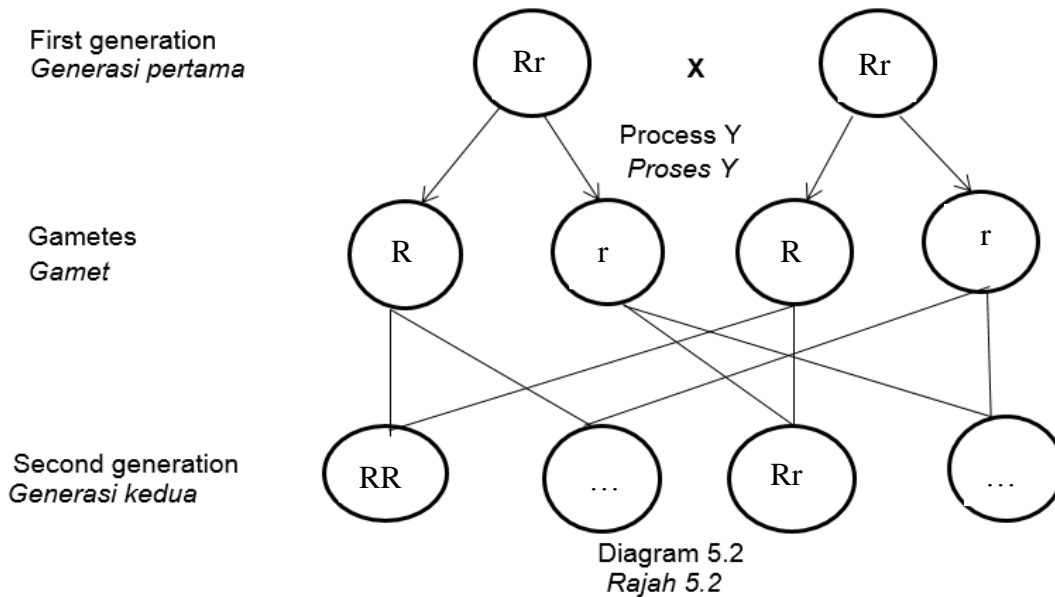 First generation
Generasi pertama
Rr
X
Rr
Process Y
Proses Y
Gametes
Gamet
R
r
R
r
Second generation
Generasi kedua
RR
...
Rr
...
Diagram 5.2
Rajah 5.2